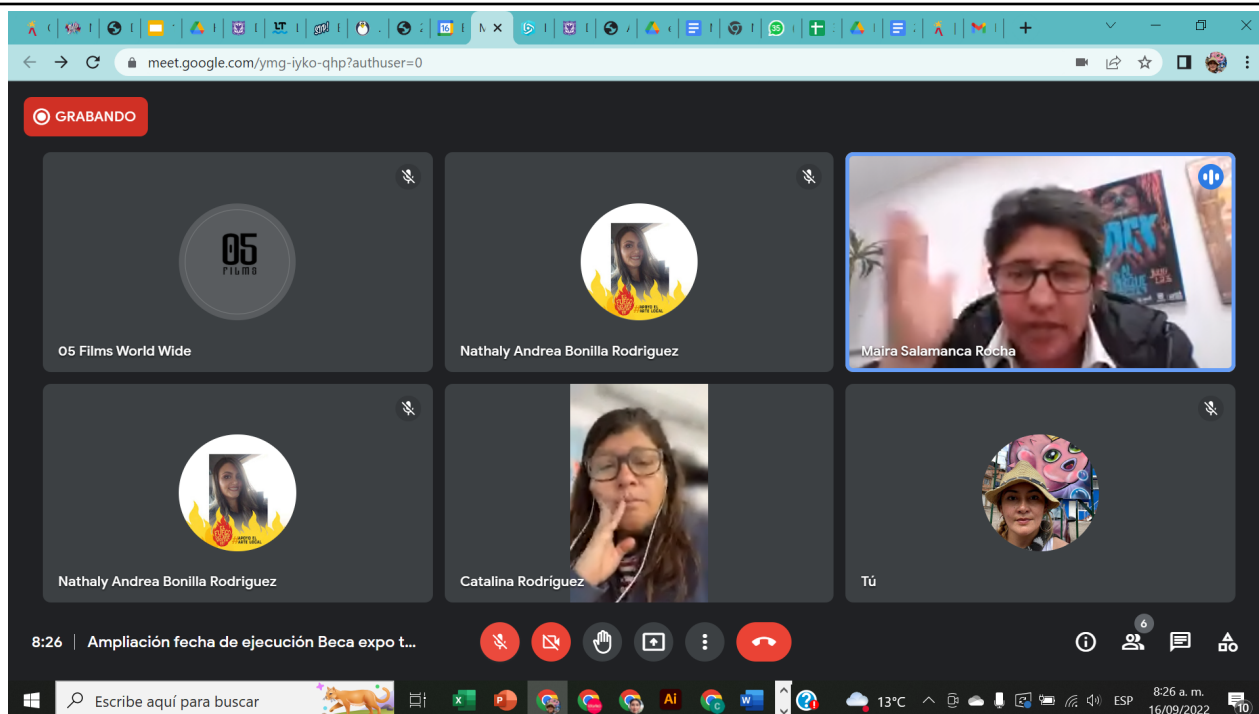 meet.google.com/ymg-iyko-qhp?authuser=0
GRABANDO
05
FILMS
05 Films World Wide
Nathaly Andrea Bonilla Rodriguez
Maira Salamanca Rocha
Nathaly Andrea Bonilla Rodriguez
Catalina Rodríguez
Tú
8:26 | Ampliación fecha de ejecución Beca expo t...
6
Escribe aquí para buscar
13°C
ESP
8:26 a. m.
16/09/2022
10